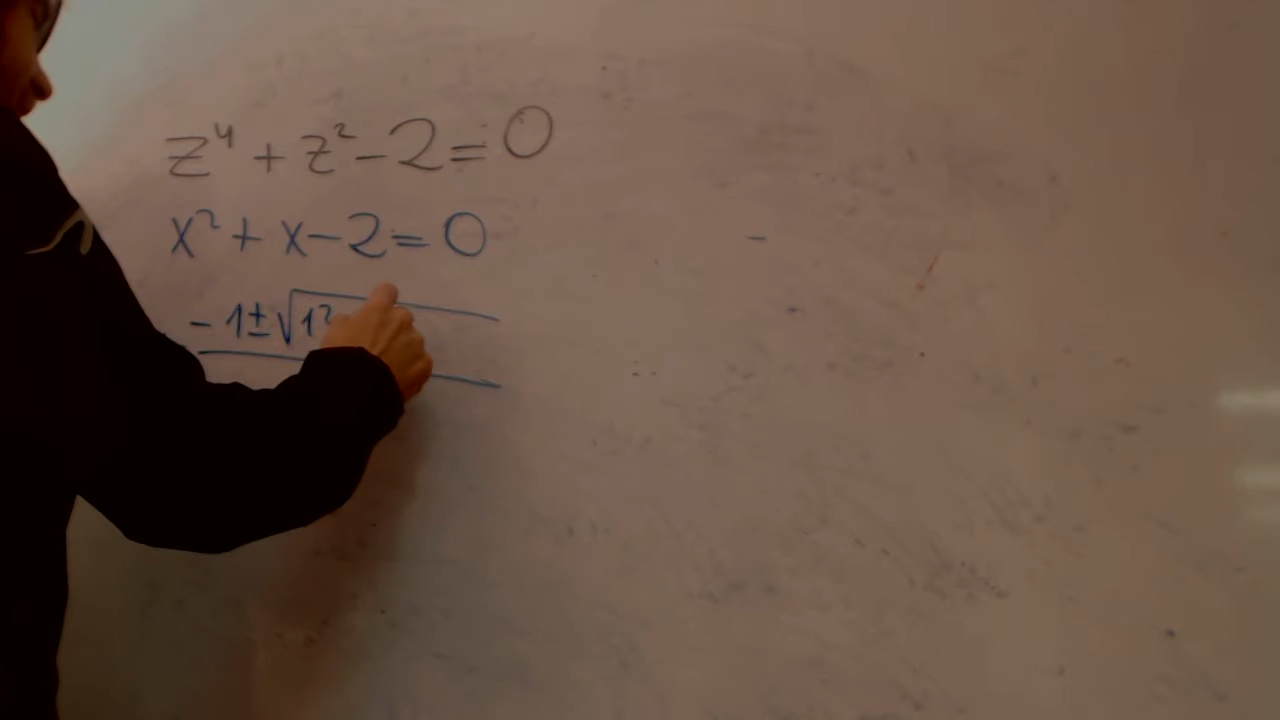 z⁴ + z² - 2 = 0
x² + x - 2 = 0
- 1 ± √1²